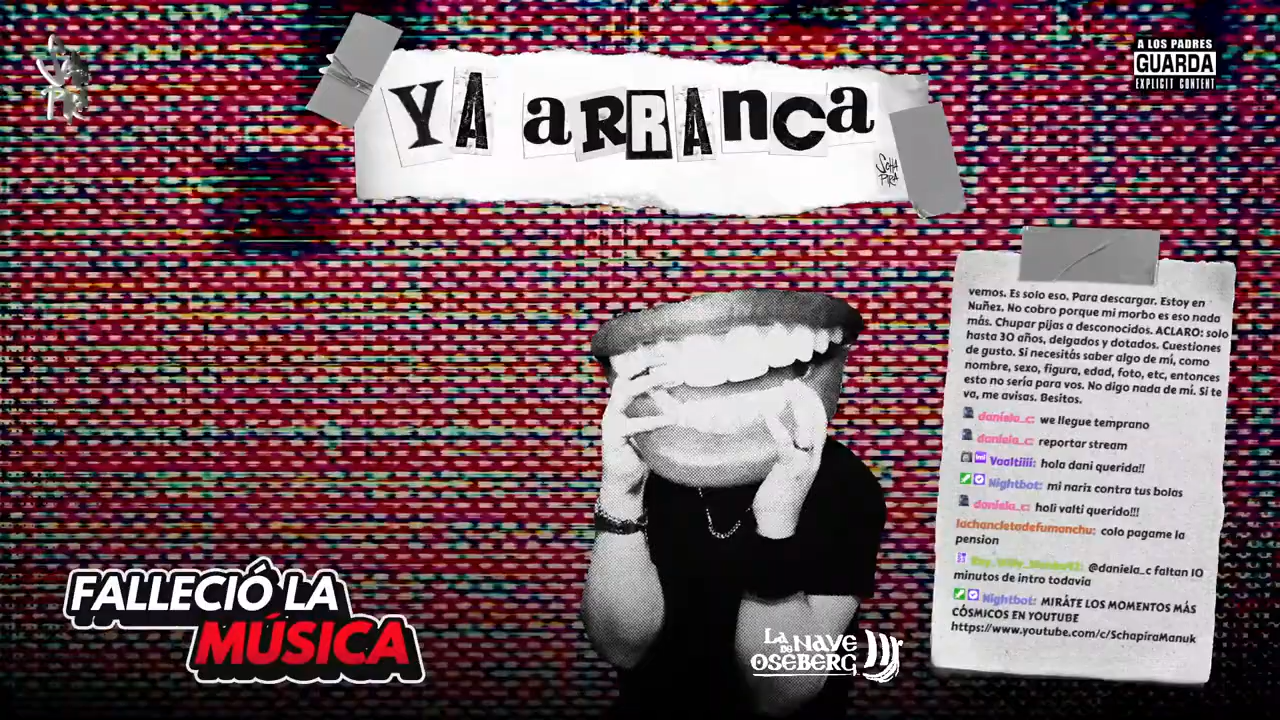 YA ARRANCA
SCHA
PIRA
A LOS PADRES
GUARDA
EXPLICIT CONTENT
vemos. Es solo eso. Para descargar. Estoy en
Nuñez. No cobro porque mi morbo es eso nada
más. Chupar pijas a desconocidos. ACLARO: solo
hasta 30 años, delgados y dotados. Cuestiones
de gusto. Si necesitás saber algo de mí, como
nombre, sexo, figura, edad, foto, etc, entonces
esto no sería para vos. No digo nada de mí. Si te
va, me avisas. Besitos.
daniela_c: we llegue temprano
daniela_c: reportar stream
Vaaltiiii: hola dani querida!!
Nightbot: mi nariz contra tus bolas
daniela_c: holi valti querido!!!
lachancletadefumanchu: colo pagame la
pension
@daniela_c faltan 10
minutos de intro todavia
Nightbot: MIRÁTE LOS MOMENTOS MÁS
CÓSMICOS EN YOUTUBE
https://www.youtube.com/c/SchapiraManuk
FALLECIÓ LA
MÚSICA
LA NAVE
DE
OSEBERG